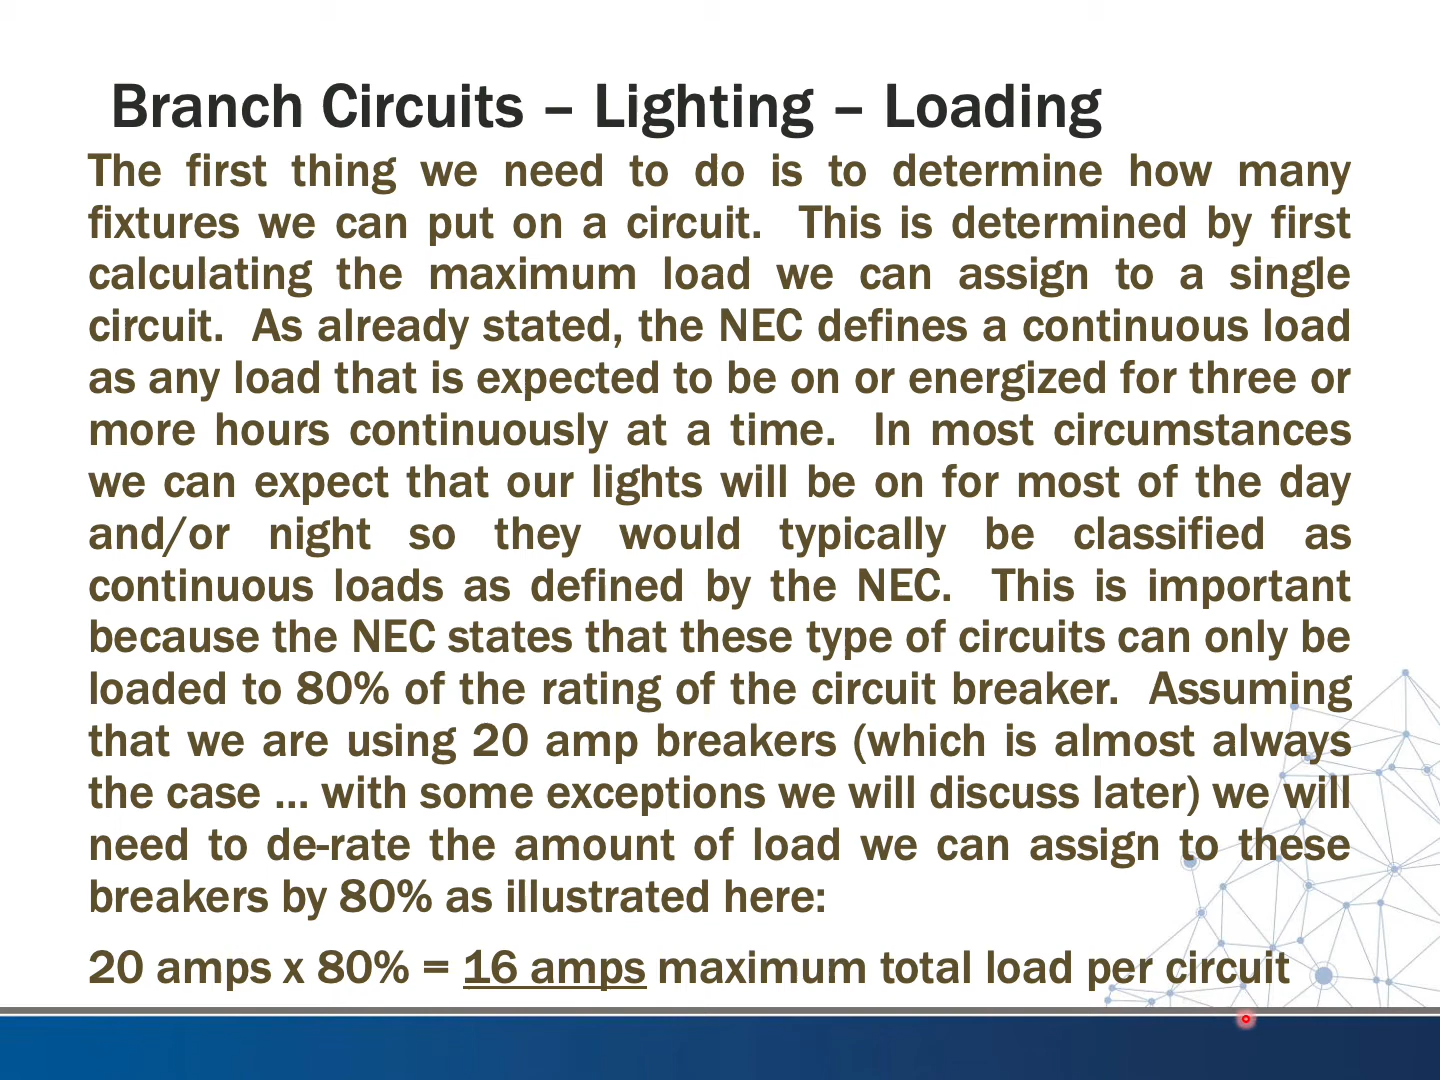 Branch Circuits – Lighting – Loading
The first thing we need to do is to determine how many
fixtures we can put on a circuit.  This is determined by first
calculating the maximum load we can assign to a single
circuit.  As already stated, the NEC defines a continuous load
as any load that is expected to be on or energized for three or
more hours continuously at a time.  In most circumstances
we can expect that our lights will be on for most of the day
and/or night so they would typically be classified as
continuous loads as defined by the NEC.  This is important
because the NEC states that these type of circuits can only be
loaded to 80% of the rating of the circuit breaker.  Assuming
that we are using 20 amp breakers (which is almost always
the case … with some exceptions we will discuss later) we will
need to de-rate the amount of load we can assign to these
breakers by 80% as illustrated here:
20 amps x 80% = 16 amps maximum total load per circuit